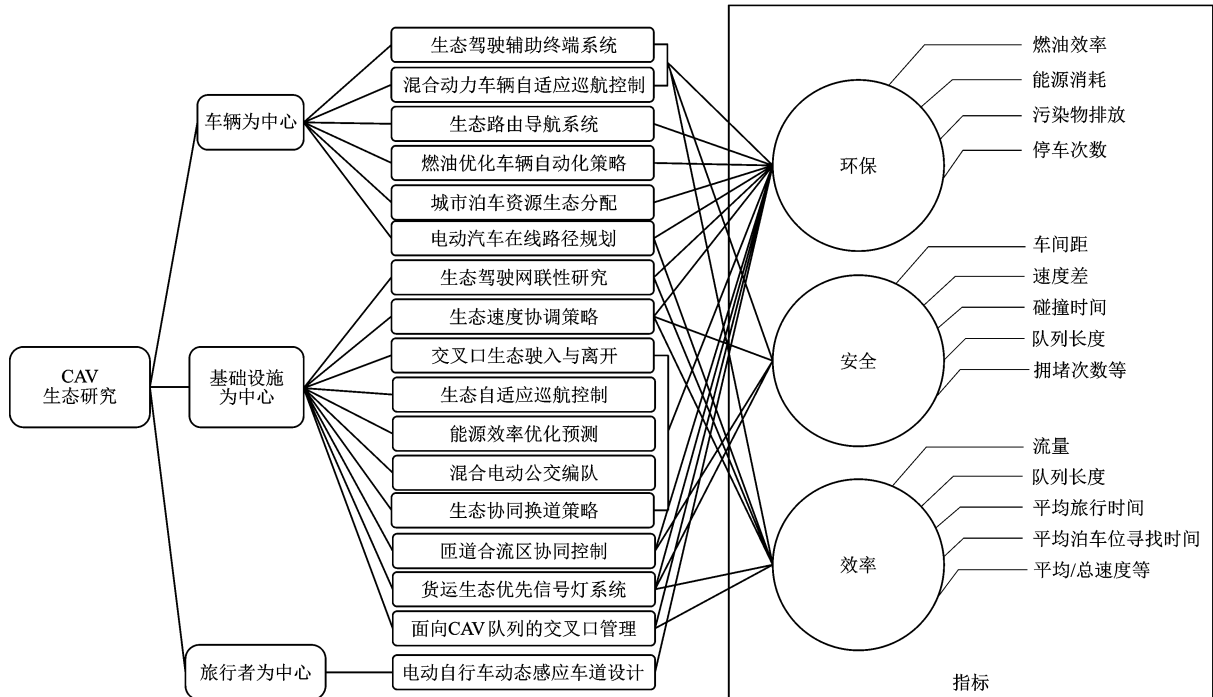 CAV
生态研究
车辆为中心
基础设施
为中心
旅行者为中心
生态驾驶辅助终端系统
混合动力车辆自适应巡航控制
生态路由导航系统
燃油优化车辆自动化策略
城市泊车资源生态分配
电动汽车在线路径规划
生态驾驶网联性研究
生态速度协调策略
交叉口生态驶入与离开
生态自适应巡航控制
能源效率优化预测
混合电动公交编队
生态协同换道策略
匝道合流区协同控制
货运生态优先信号灯系统
面向CAV队列的交叉口管理
电动自行车动态感应车道设计
环保
燃油效率
能源消耗
污染物排放
停车次数
安全
车间距
速度差
碰撞时间
队列长度
拥堵次数等
效率
流量
队列长度
平均旅行时间
平均泊车位寻找时间
平均/总速度等
指标